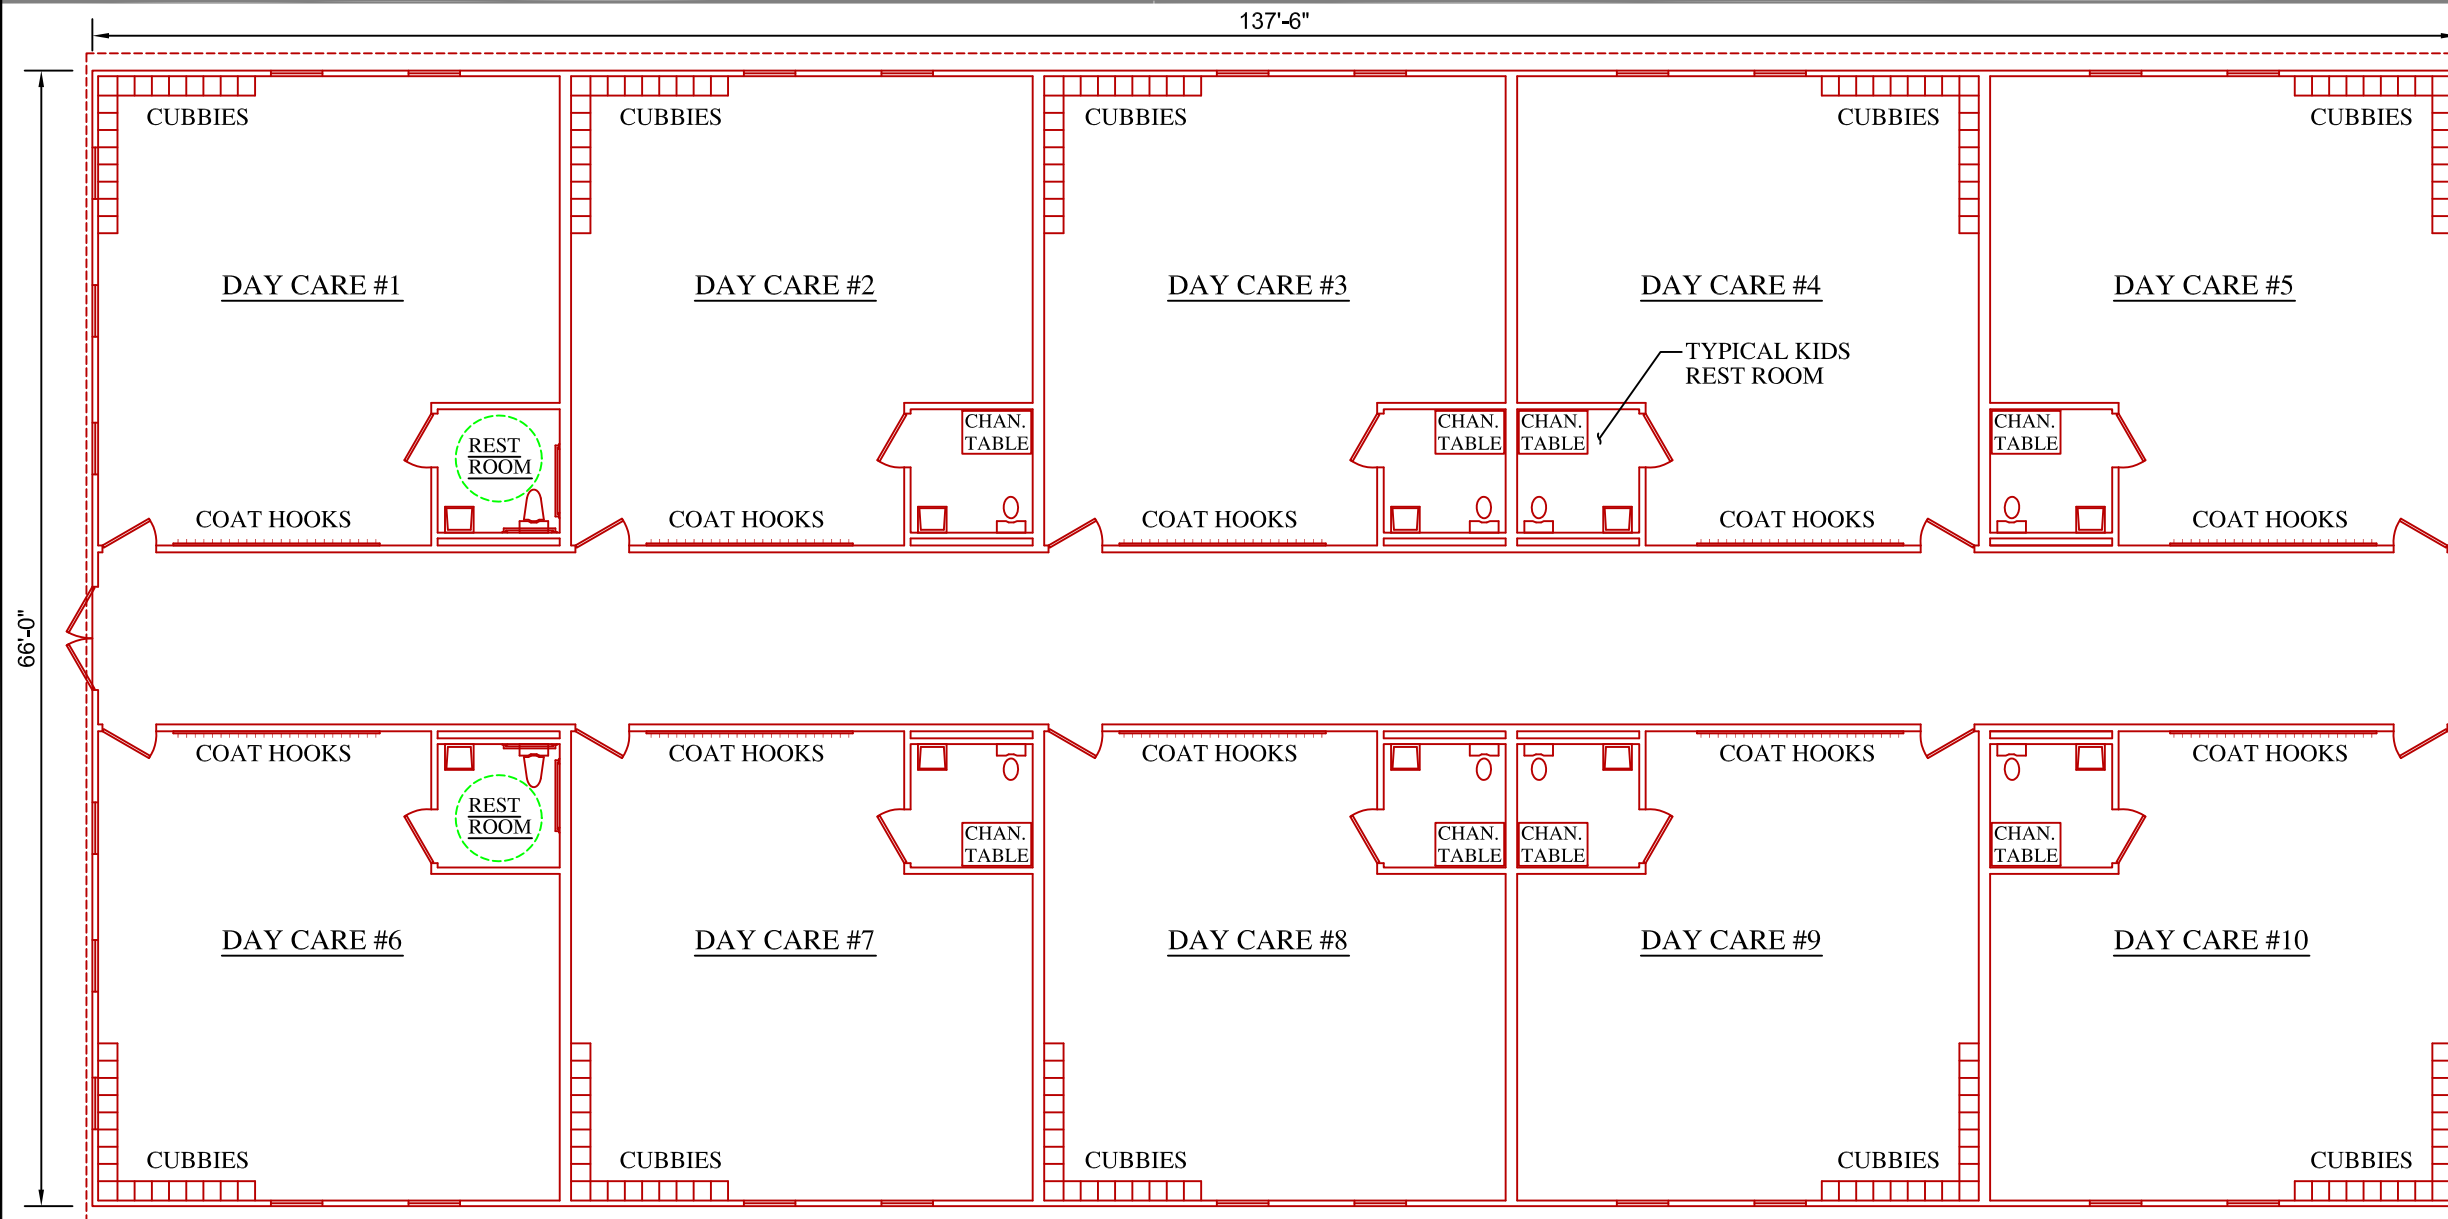 137'-6"
CUBBIES CUBBIES CUBBIES CUBBIES CUBBIES
DAY CARE #1 DAY CARE #2 DAY CARE #3 DAY CARE #4 DAY CARE #5
TYPICAL KIDS
REST ROOM
REST
ROOM
CHAN.
TABLE
CHAN.
TABLE
CHAN.
TABLE
CHAN.
TABLE
COAT HOOKS COAT HOOKS COAT HOOKS COAT HOOKS COAT HOOKS
66'-0"
COAT HOOKS COAT HOOKS COAT HOOKS COAT HOOKS COAT HOOKS
REST
ROOM
CHAN.
TABLE
CHAN.
TABLE
CHAN.
TABLE
CHAN.
TABLE
DAY CARE #6 DAY CARE #7 DAY CARE #8 DAY CARE #9 DAY CARE #10
CUBBIES CUBBIES CUBBIES CUBBIES CUBBIES